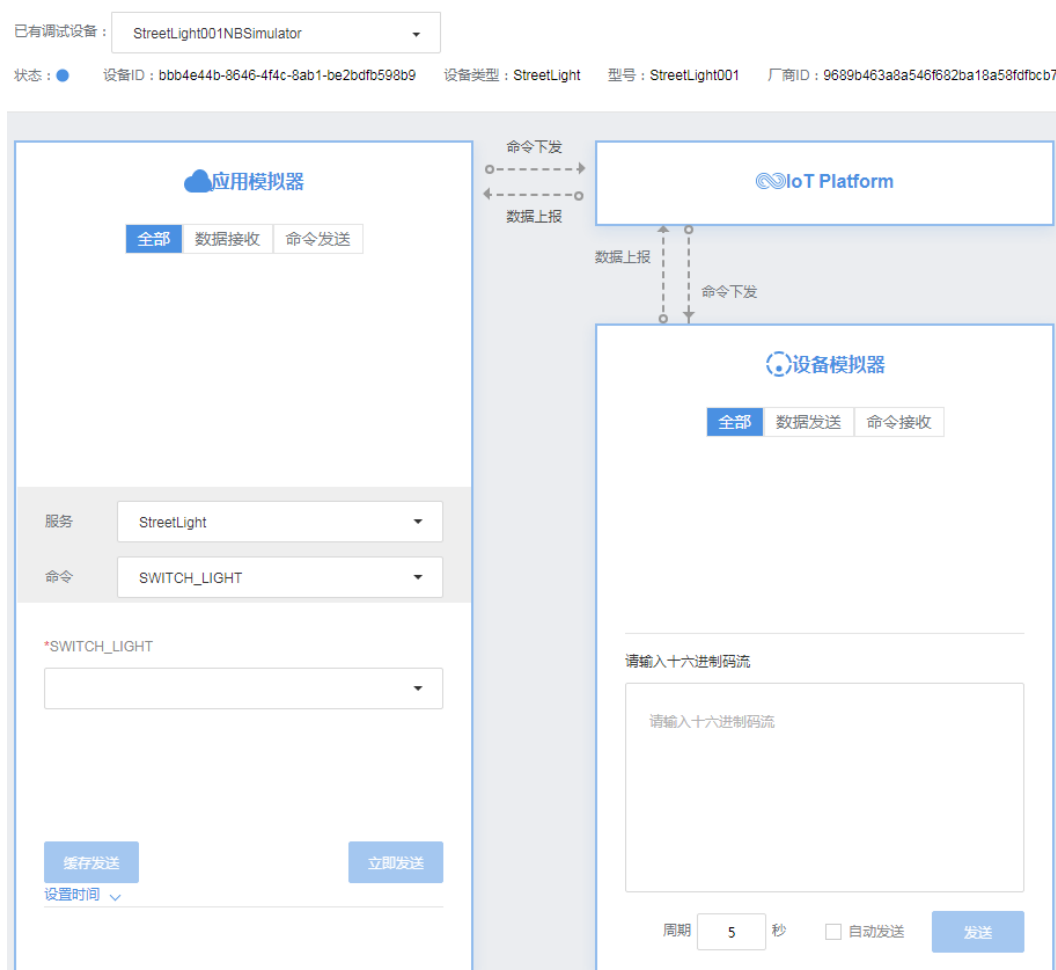 已有调试设备： StreetLight001NBSimulator
状态： 设备ID：bbb4e44b-8646-4f4c-8ab1-be2bdfb598b9 设备类型：StreetLight 型号：StreetLight001 厂商ID：9689b463a8a546f682ba18a58fdfbcb7
应用模拟器
全部 数据接收 命令发送
服务 StreetLight
命令 SWITCH_LIGHT
*SWITCH_LIGHT
缓存发送 立即发送
设置时间
命令下发
数据上报
IoT Platform
数据上报
命令下发
设备模拟器
全部 数据发送 命令接收
请输入十六进制码流
请输入十六进制码流
周期 5 秒 自动发送 发送